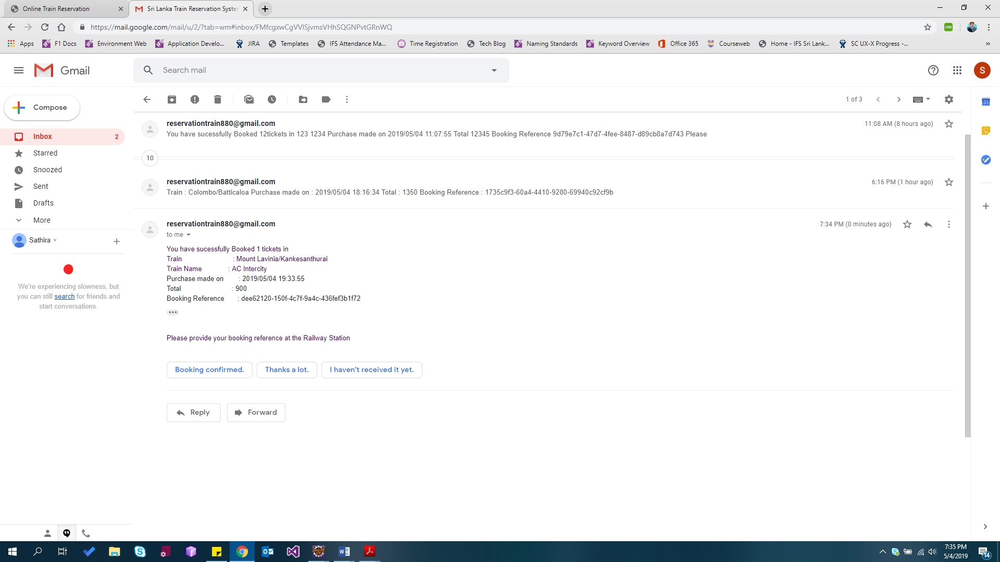 Online Train Reservation
Sri Lanka Train Reservation Syste
https://mail.google.com/mail/u/2/?tab=wm#inbox/FMfcgxwCgVVlSjvmsVHhSQGNPvtGRnWQ
CORS
Apps
F1 Docs
Environment Web
Application Develo...
JIRA
Templates
IFS Attendance Ma...
Time Registration
Tech Blog
Naming Standards
Keyword Overview
Office 365
Courseweb
Home - IFS Sri Lank...
SC UX-X Progress -...
Gmail
Search mail
S
Compose
1 of 3
31
Inbox
2
Starred
Snoozed
Sent
Drafts
More
Sathira
We're experiencing slowness, but
you can still search for friends and
start conversations.
reservationtrain880@gmail.com
11:08 AM (8 hours ago)
You have sucessfully Booked 12tickets in 123 1234 Purchase made on 2019/05/04 11:07:55 Total 12345 Booking Reference 9d79e7c1-47d7-4fee-8487-d89cb8a7d743 Please
10
reservationtrain880@gmail.com
6:16 PM (1 hour ago)
Train : Colombo/Batticaloa Purchase made on : 2019/05/04 18:16:34 Total : 1350 Booking Reference : 1735c9f3-60a4-4410-9280-69940c92cf9b
reservationtrain880@gmail.com
7:34 PM (0 minutes ago)
to me
You have sucessfully Booked 1 tickets in
Train : Mount Lavinia/Kankesanthurai
Train Name : AC Intercity
Purchase made on : 2019/05/04 19:33:55
Total : 900
Booking Reference : dee62120-150f-4c7f-9a4c-436fef3b1f72
Please provide your booking reference at the Railway Station
Booking confirmed.
Thanks a lot.
I haven't received it yet.
Reply
Forward
7:35 PM
5/4/2019
14